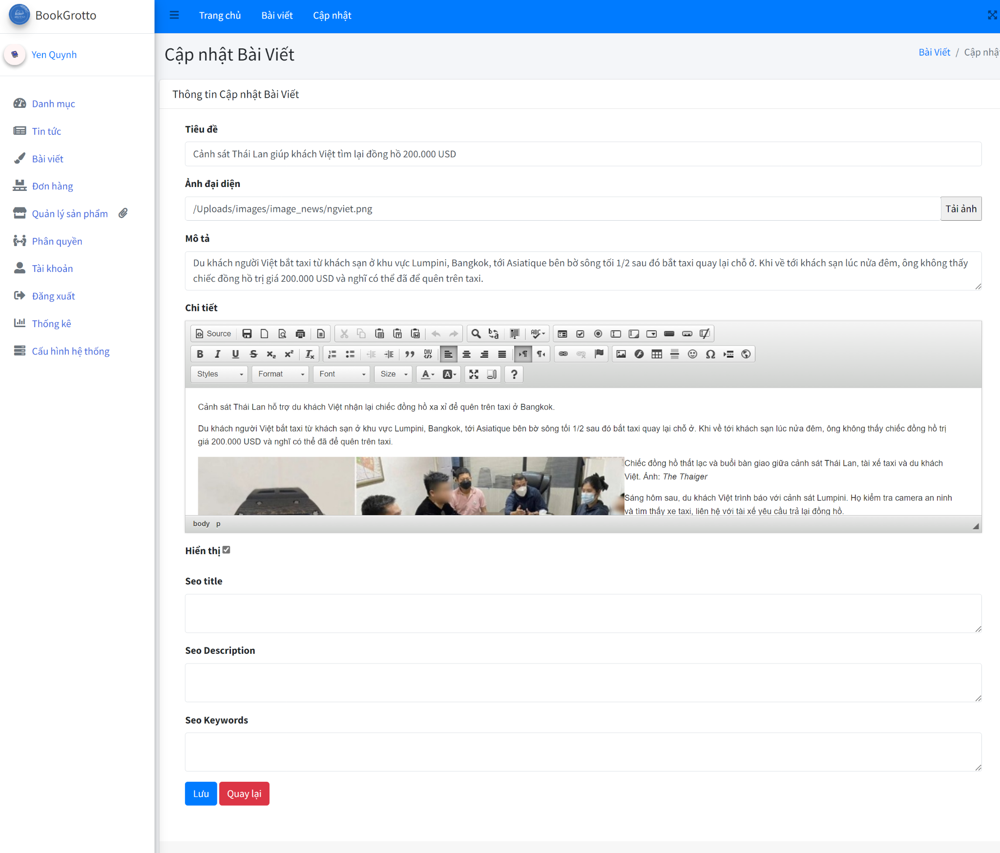 BookGrotto
Trang chủ
Bài viết
Cập nhật
Yen Quynh
Cập nhật Bài Viết
Bài Viết / Cập nhậ
Danh mục
Tin tức
Bài viết
Đơn hàng
Quản lý sản phẩm
Phân quyền
Tài khoản
Đăng xuất
Thống kê
Cấu hình hệ thống
Thông tin Cập nhật Bài Viết
Tiêu đề
Cảnh sát Thái Lan giúp khách Việt tìm lại đồng hồ 200.000 USD
Ảnh đại diện
/Uploads/images/image_news/ngviet.png
Tải ảnh
Mô tả
Du khách người Việt bắt taxi từ khách sạn ở khu vực Lumpini, Bangkok, tới Asiatique bên bờ sông tối 1/2 sau đó bắt taxi quay lại chỗ ở. Khi về tới khách sạn lúc nửa đêm, ông không thấy
chiếc đồng hồ trị giá 200.000 USD và nghĩ có thể đã để quên trên taxi.
Chi tiết
Source
Styles
Format
Font
Size
Cảnh sát Thái Lan hỗ trợ du khách Việt nhận lại chiếc đồng hồ xa xỉ để quên trên taxi ở Bangkok.
Du khách người Việt bắt taxi từ khách sạn ở khu vực Lumpini, Bangkok, tới Asiatique bên bờ sông tối 1/2 sau đó bắt taxi quay lại chỗ ở. Khi về tới khách sạn lúc nửa đêm, ông không thấy chiếc đồng hồ trị
giá 200.000 USD và nghĩ có thể đã để quên trên taxi.
Chiếc đồng hồ thất lạc và buổi bàn giao giữa cảnh sát Thái Lan, tài xế taxi và du khách
Việt. Ảnh: The Thaiger
Sáng hôm sau, du khách Việt trình báo với cảnh sát Lumpini. Họ kiểm tra camera an ninh
và tìm thấy xe taxi, liên hệ với tài xế yêu cầu trả lại đồng hồ.
body p
Hiển thị
Seo title
Seo Description
Seo Keywords
Lưu
Quay lại